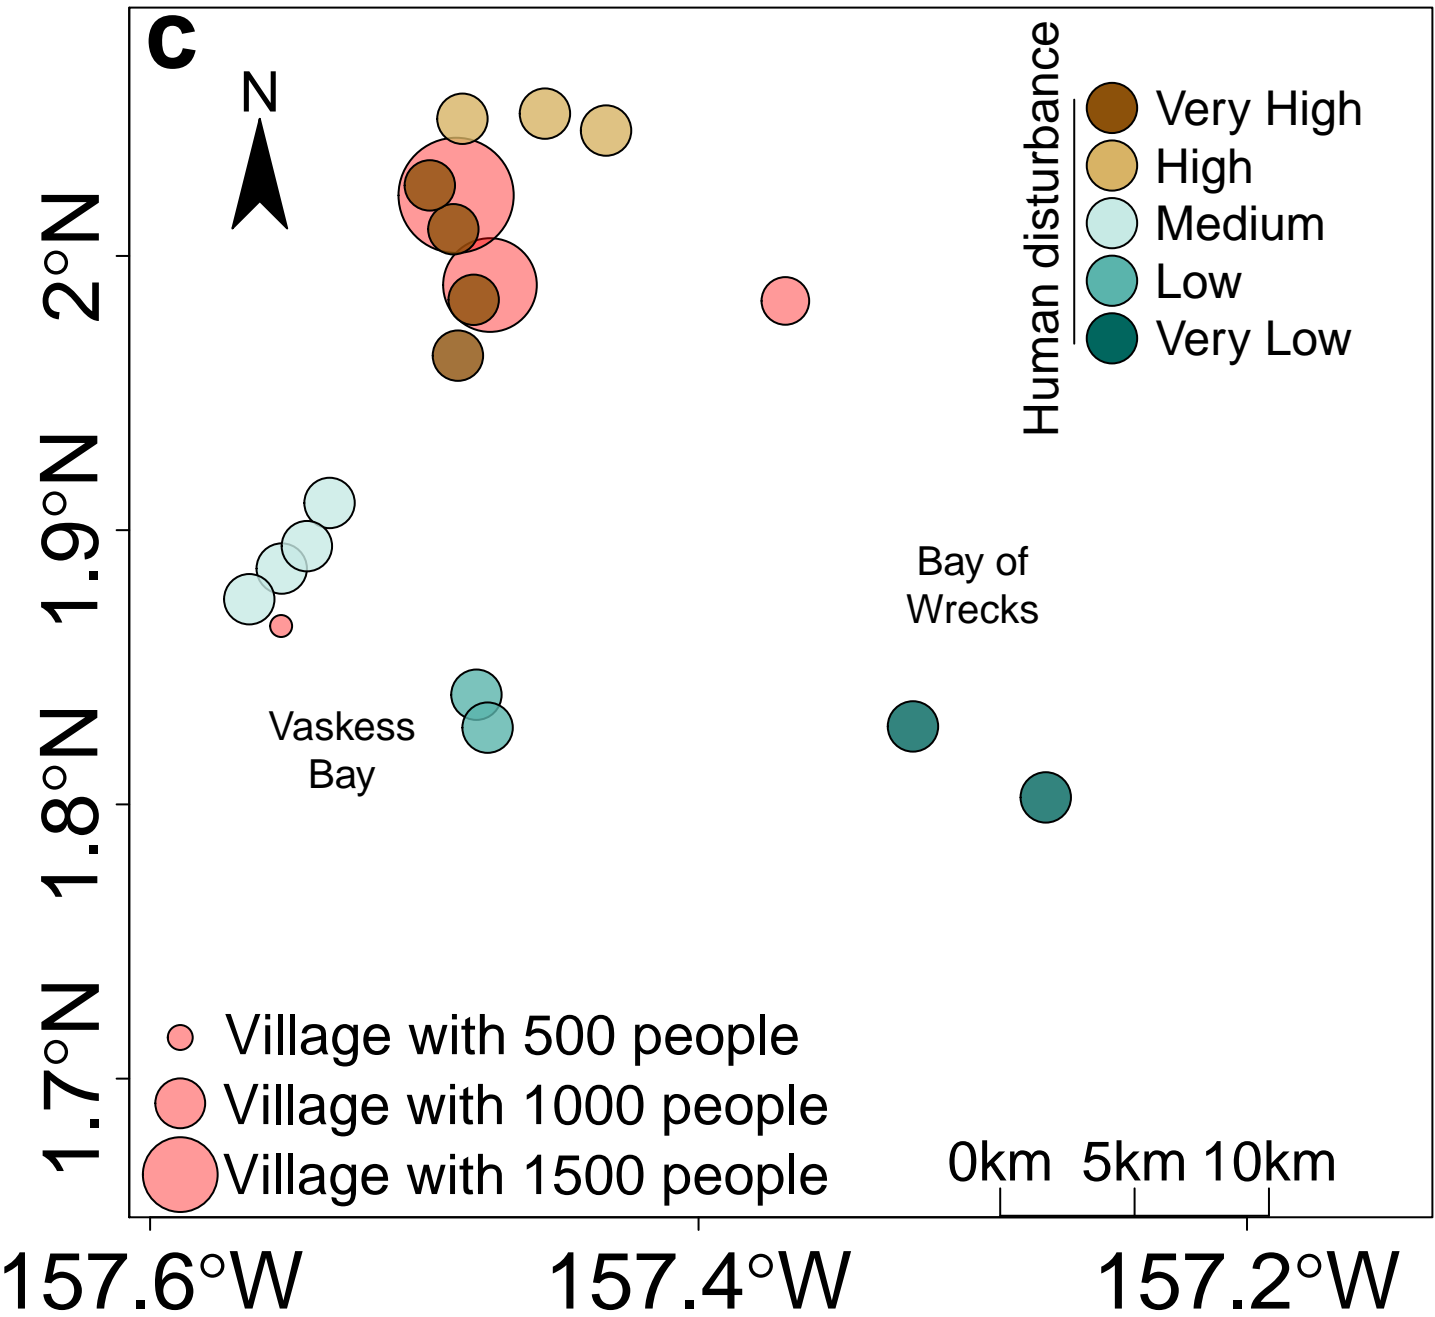 c
N
Human disturbance
Very High
High
Medium
Low
Very Low
2°N
1.9°N
1.8°N
1.7°N
Bay of
Wrecks
Vaskess
Bay
Village with 500 people
Village with 1000 people
Village with 1500 people
0km 5km 10km
157.6°W 157.4°W 157.2°W